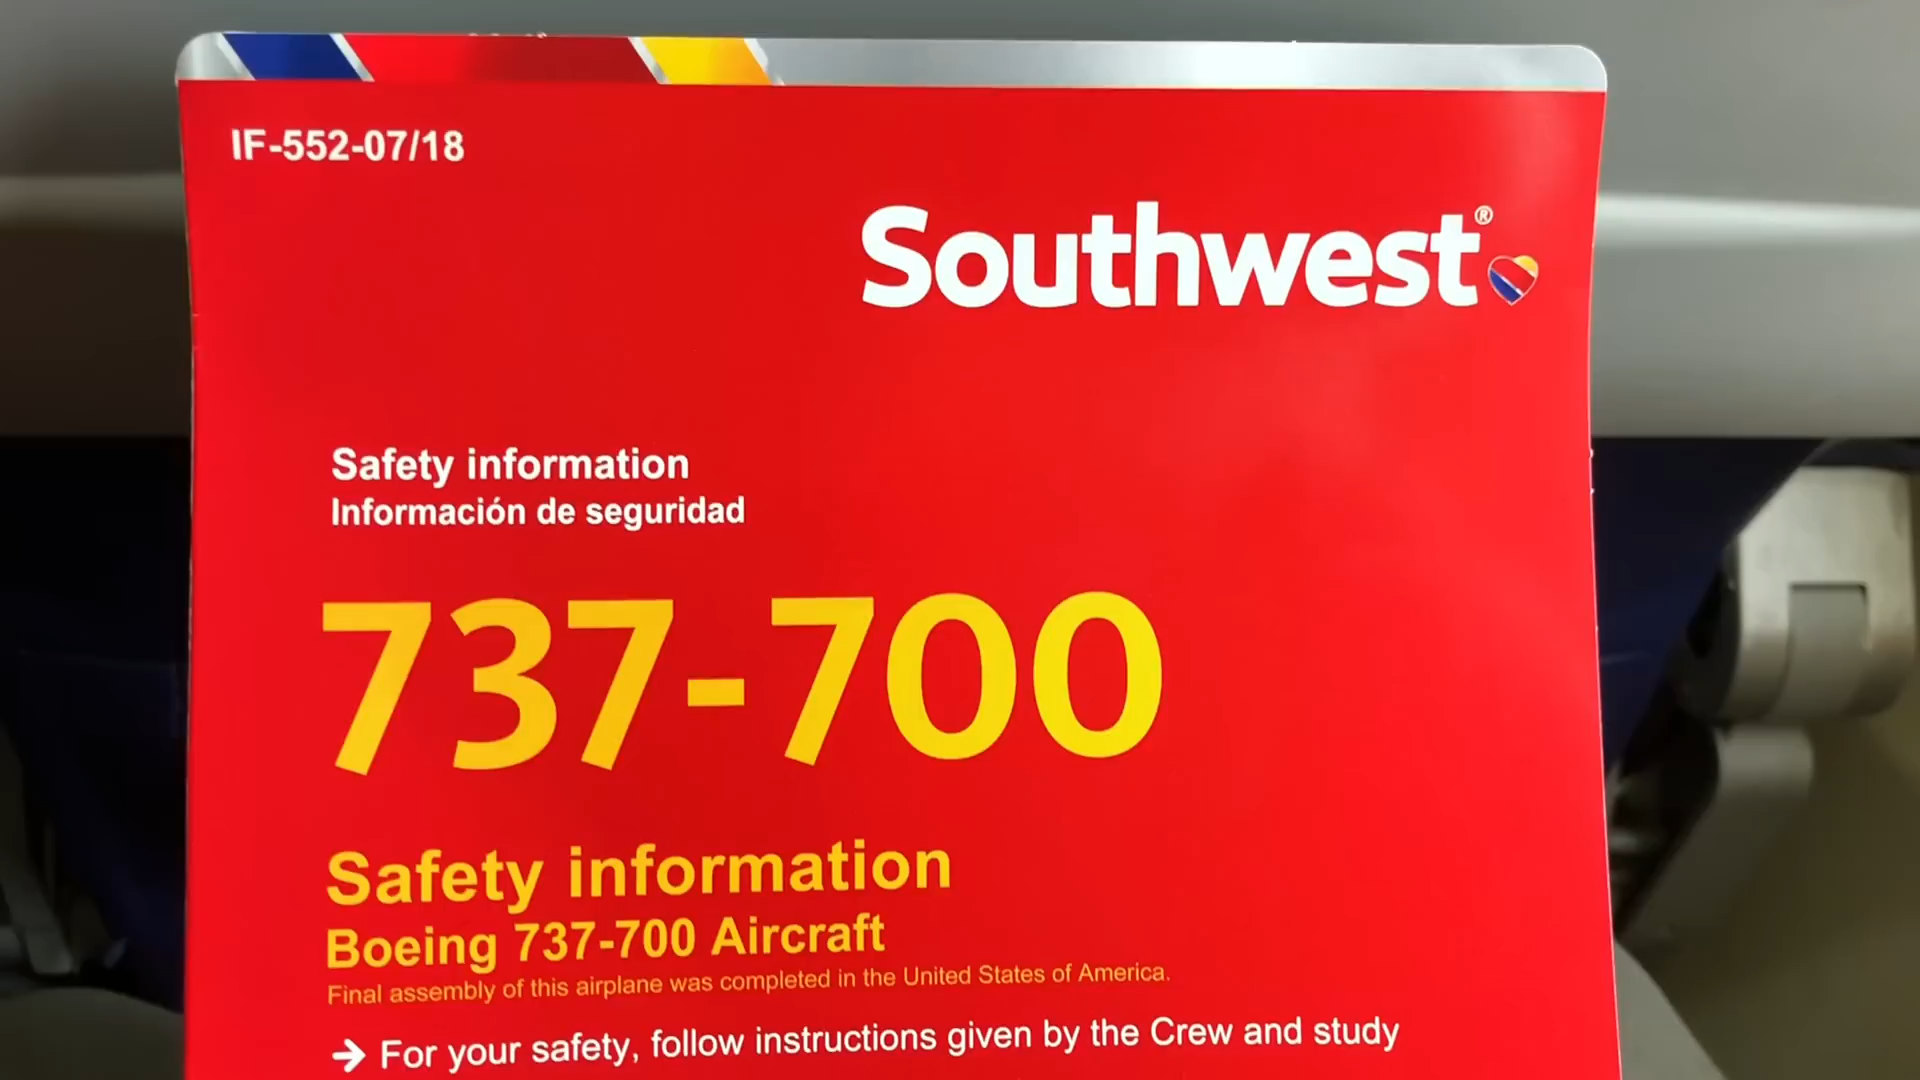 IF-552-07/18
Southwest®
Safety information
Información de seguridad
737-700
Safety information
Boeing 737-700 Aircraft
Final assembly of this airplane was completed in the United States of America.
→ For your safety, follow instructions given by the Crew and study